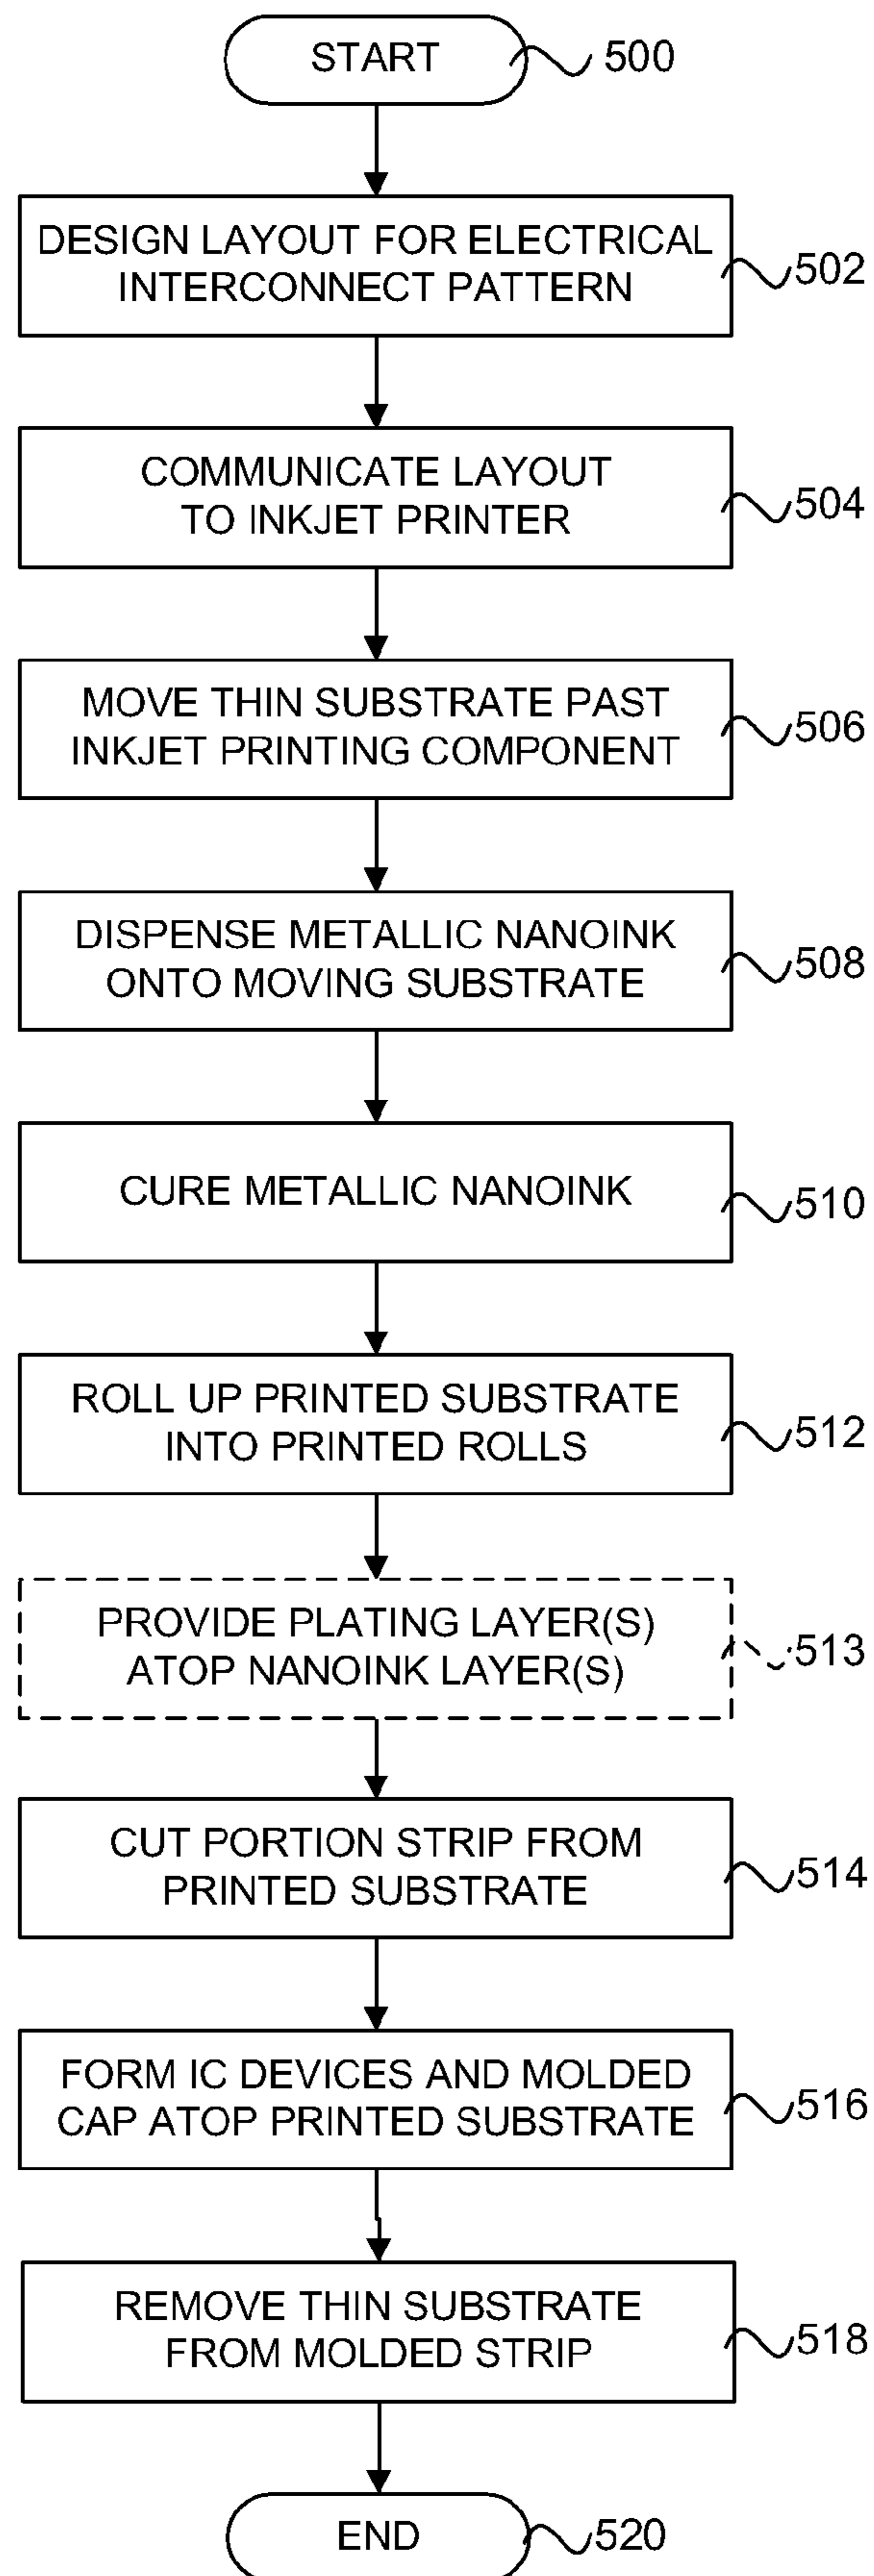 START
500
DESIGN LAYOUT FOR ELECTRICAL
INTERCONNECT PATTERN
502
COMMUNICATE LAYOUT
TO INKJET PRINTER
504
MOVE THIN SUBSTRATE PAST
INKJET PRINTING COMPONENT
506
DISPENSE METALLIC NANOINK
ONTO MOVING SUBSTRATE
508
CURE METALLIC NANOINK
510
ROLL UP PRINTED SUBSTRATE
INTO PRINTED ROLLS
512
PROVIDE PLATING LAYER(S)
ATOP NANOINK LAYER(S)
513
CUT PORTION STRIP FROM
PRINTED SUBSTRATE
514
FORM IC DEVICES AND MOLDED
CAP ATOP PRINTED SUBSTRATE
516
REMOVE THIN SUBSTRATE
FROM MOLDED STRIP
518
END
520